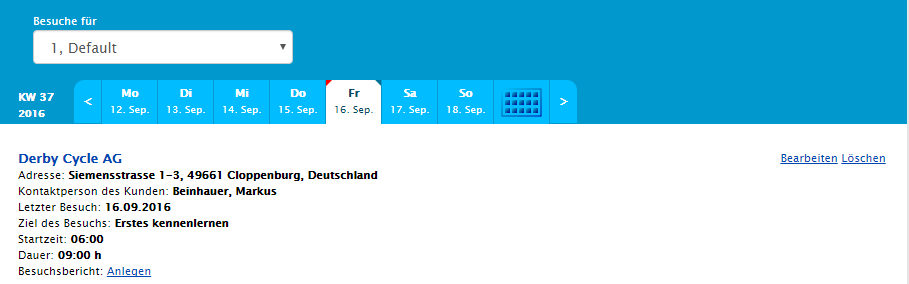 Besuche für
1, Default
KW 37
2016
<
Mo
12. Sep.
Di
13. Sep.
Mi
14. Sep.
Do
15. Sep.
Fr
16. Sep.
Sa
17. Sep.
So
18. Sep.
>
Derby Cycle AG
Bearbeiten Löschen
Adresse: Siemensstrasse 1-3, 49661 Cloppenburg, Deutschland
Kontaktperson des Kunden: Beinhauer, Markus
Letzter Besuch: 16.09.2016
Ziel des Besuchs: Erstes kennenlernen
Startzeit: 06:00
Dauer: 09:00 h
Besuchsbericht: Anlegen